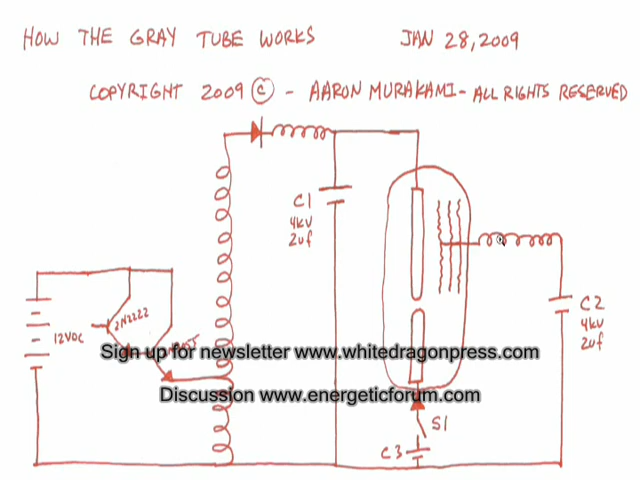 HOW THE GRAY TUBE WORKS JAN 28, 2009
COPYRIGHT 2009 © - AARON MURAKAMI - ALL RIGHTS RESERVED
C1
4KV
2uf
2N2222
12VDC
C2
4KV
2uf
Sign up for newsletter www.whitedragonpress.com
Discussion www.energeticforum.com
S1
C3